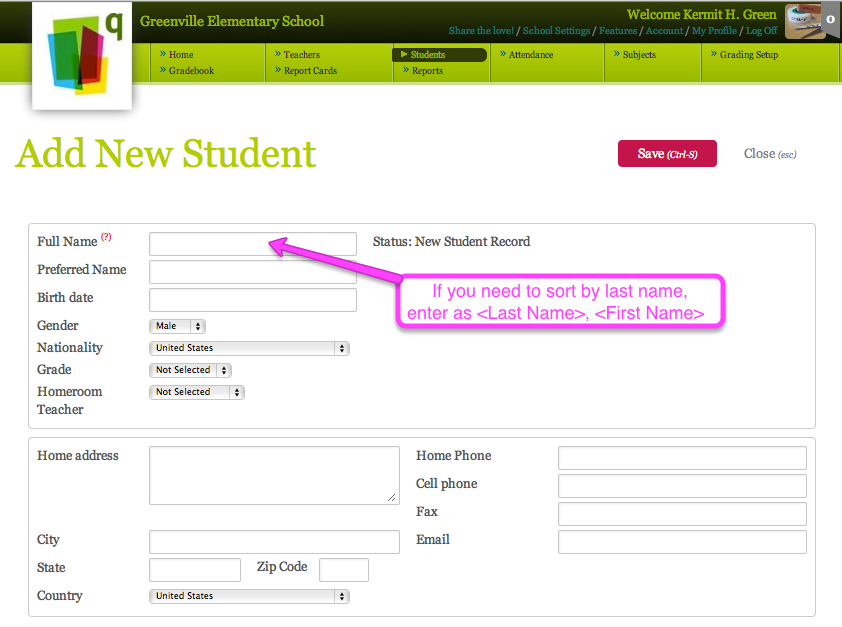 q
Greenville Elementary School
Welcome Kermit H. Green
0
Share the love! / School Settings / Features / Account / My Profile / Log Off
» Home
» Gradebook
» Teachers
» Report Cards
Students
» Reports
» Attendance
» Subjects
» Grading Setup
Add New Student
Save (Ctrl-S)
Close (esc)
Full Name (?)
Status: New Student Record
Preferred Name
If you need to sort by last name,
enter as <Last Name>, <First Name>
Birth date
Gender
Male
Nationality
United States
Grade
Not Selected
Homeroom
Teacher
Not Selected
Home address
Home Phone
Cell phone
Fax
City
Email
State
Zip Code
Country
United States